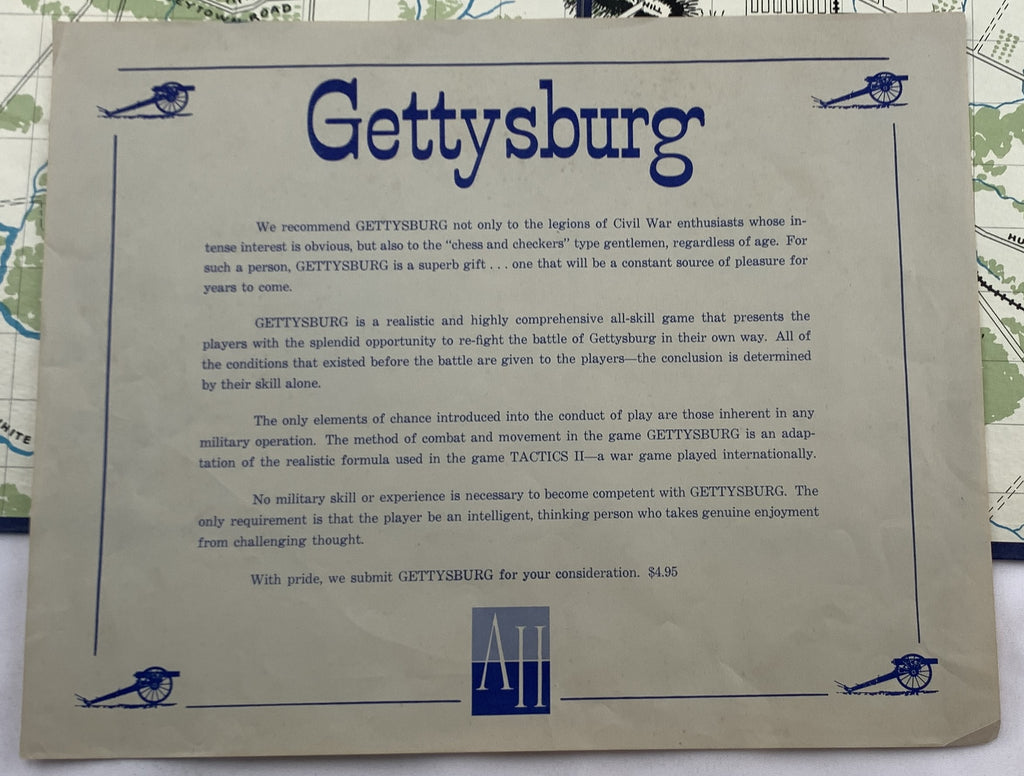 EYTOWN ROAD
HILL
Gettysburg
We recommend GETTYSBURG not only to the legions of Civil War enthusiasts whose in-
tense interest is obvious, but also to the "chess and checkers" type gentlemen, regardless of age. For
such a person, GETTYSBURG is a superb gift . . . one that will be a constant source of pleasure for
years to come.
GETTYSBURG is a realistic and highly comprehensive all-skill game that presents the
players with the splendid opportunity to re-fight the battle of Gettysburg in their own way. All of
the conditions that existed before the battle are given to the players—the conclusion is determined
by their skill alone.
The only elements of chance introduced into the conduct of play are those inherent in any
military operation. The method of combat and movement in the game GETTYSBURG is an adap-
tation of the realistic formula used in the game TACTICS II—a war game played internationally.
No military skill or experience is necessary to become competent with GETTYSBURG. The
only requirement is that the player be an intelligent, thinking person who takes genuine enjoyment
from challenging thought.
With pride, we submit GETTYSBURG for your consideration. $4.95
AH
HU
HITE